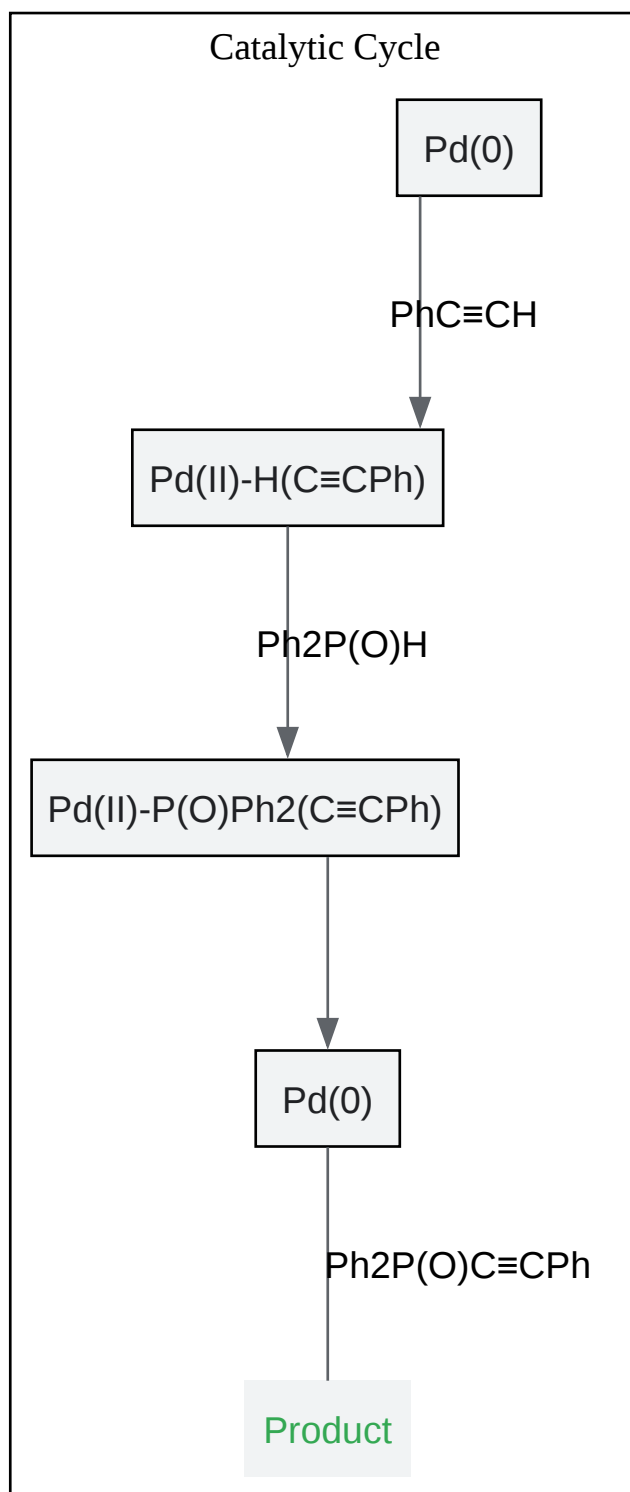 Catalytic Cycle
Pd(0)
PhC≡CH
Pd(II)-H(C≡CPh)
Ph2P(O)H
Pd(II)-P(O)Ph2(C≡CPh)
Pd(0)
Ph2P(O)C≡CPh
Product